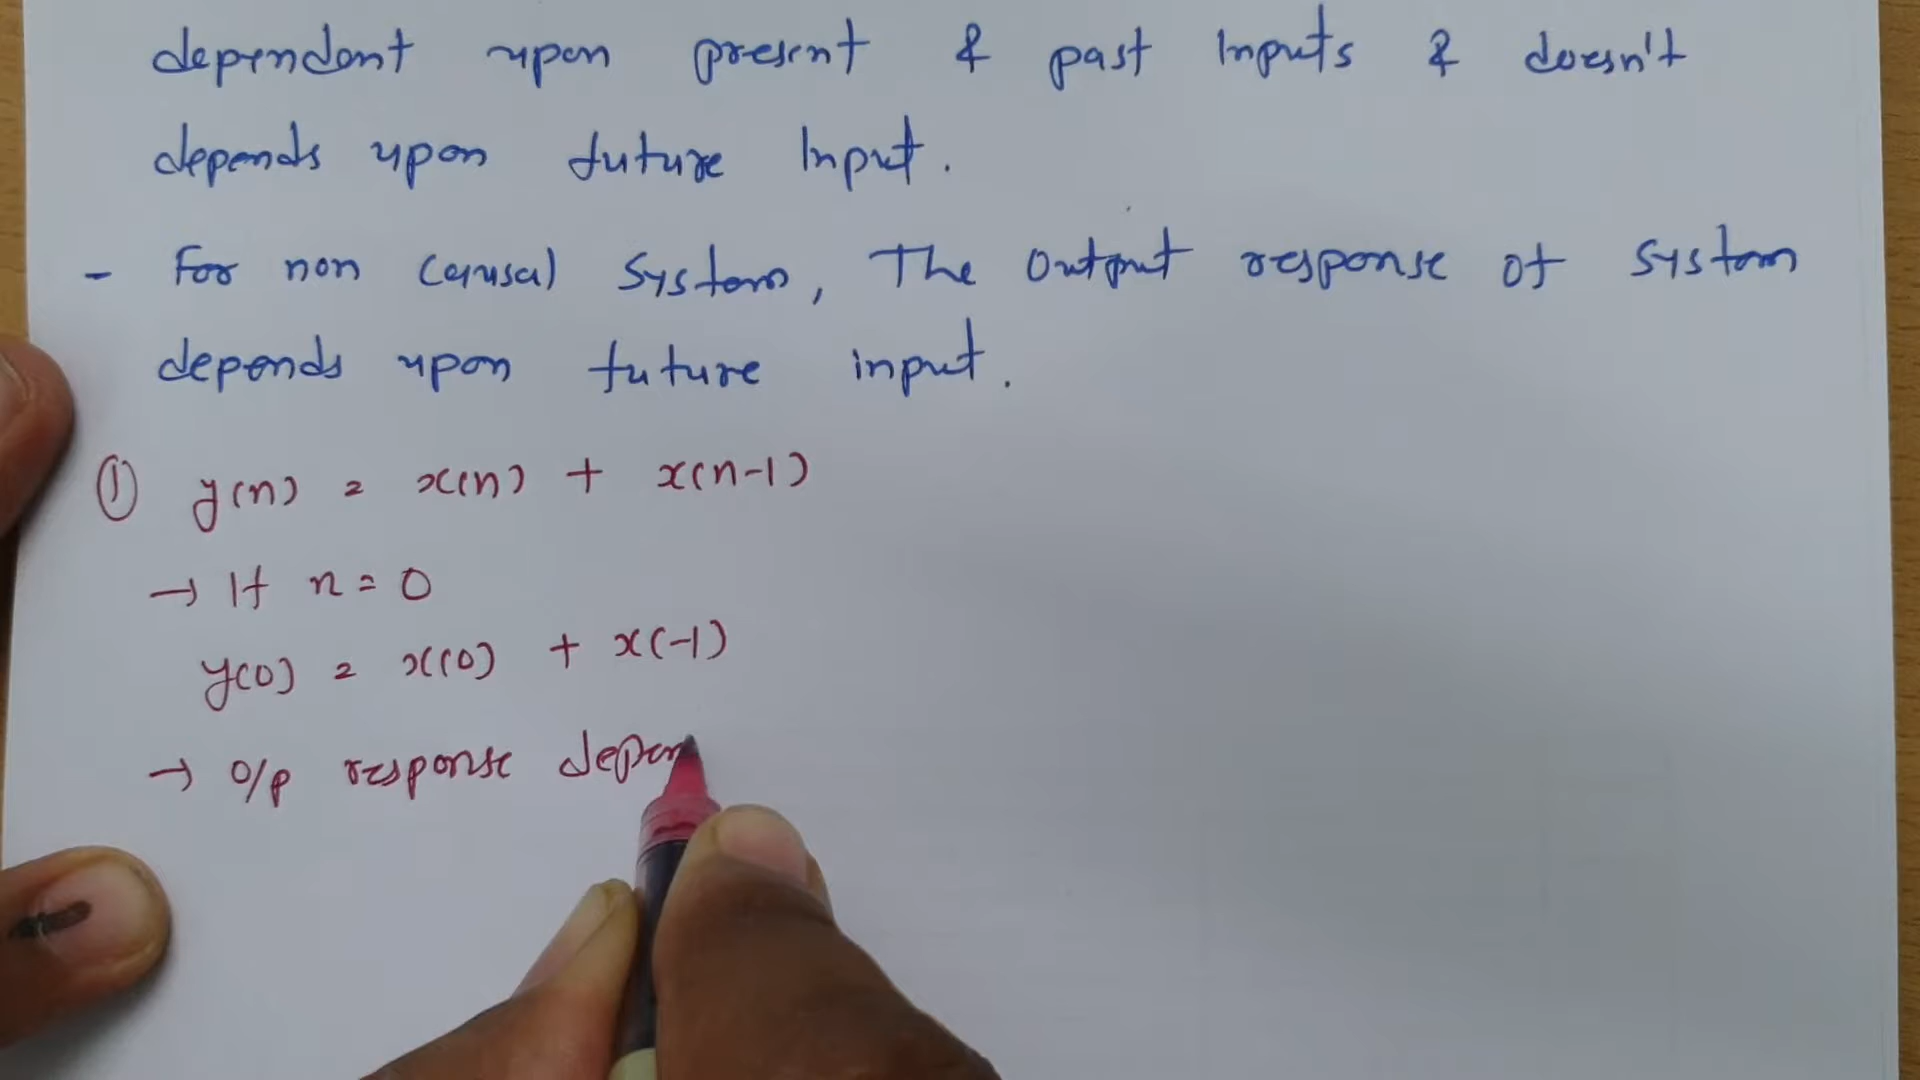 dependent upon present & past Inputs & doesn't
depends upon future Input.
- For non causal System, The Output response of System
depends upon future input.
① y(n) = x(n) + x(n-1)
→ If n = 0
y(0) = x(0) + x(-1)
→ O/p response depen